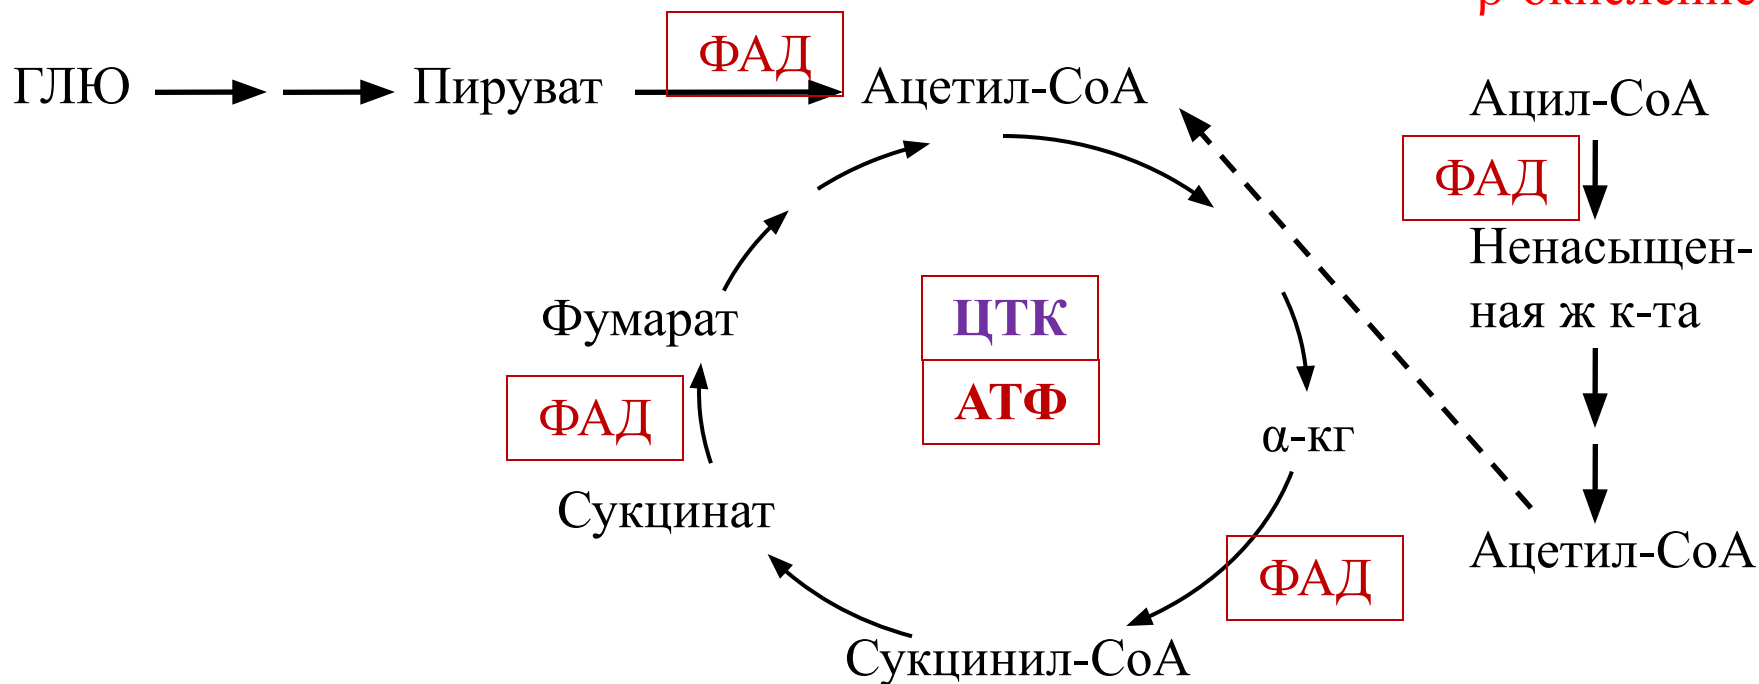 β-окисление
ФАД
ГЛЮ
Пируват
Ацетил-СоА
Ацил-СоА
ФАД
Ненасыщен-
ная ж к-та
Фумарат
ЦТК
АТФ
ФАД
α-кг
Сукцинат
Ацетил-СоА
ФАД
Сукцинил-СоА